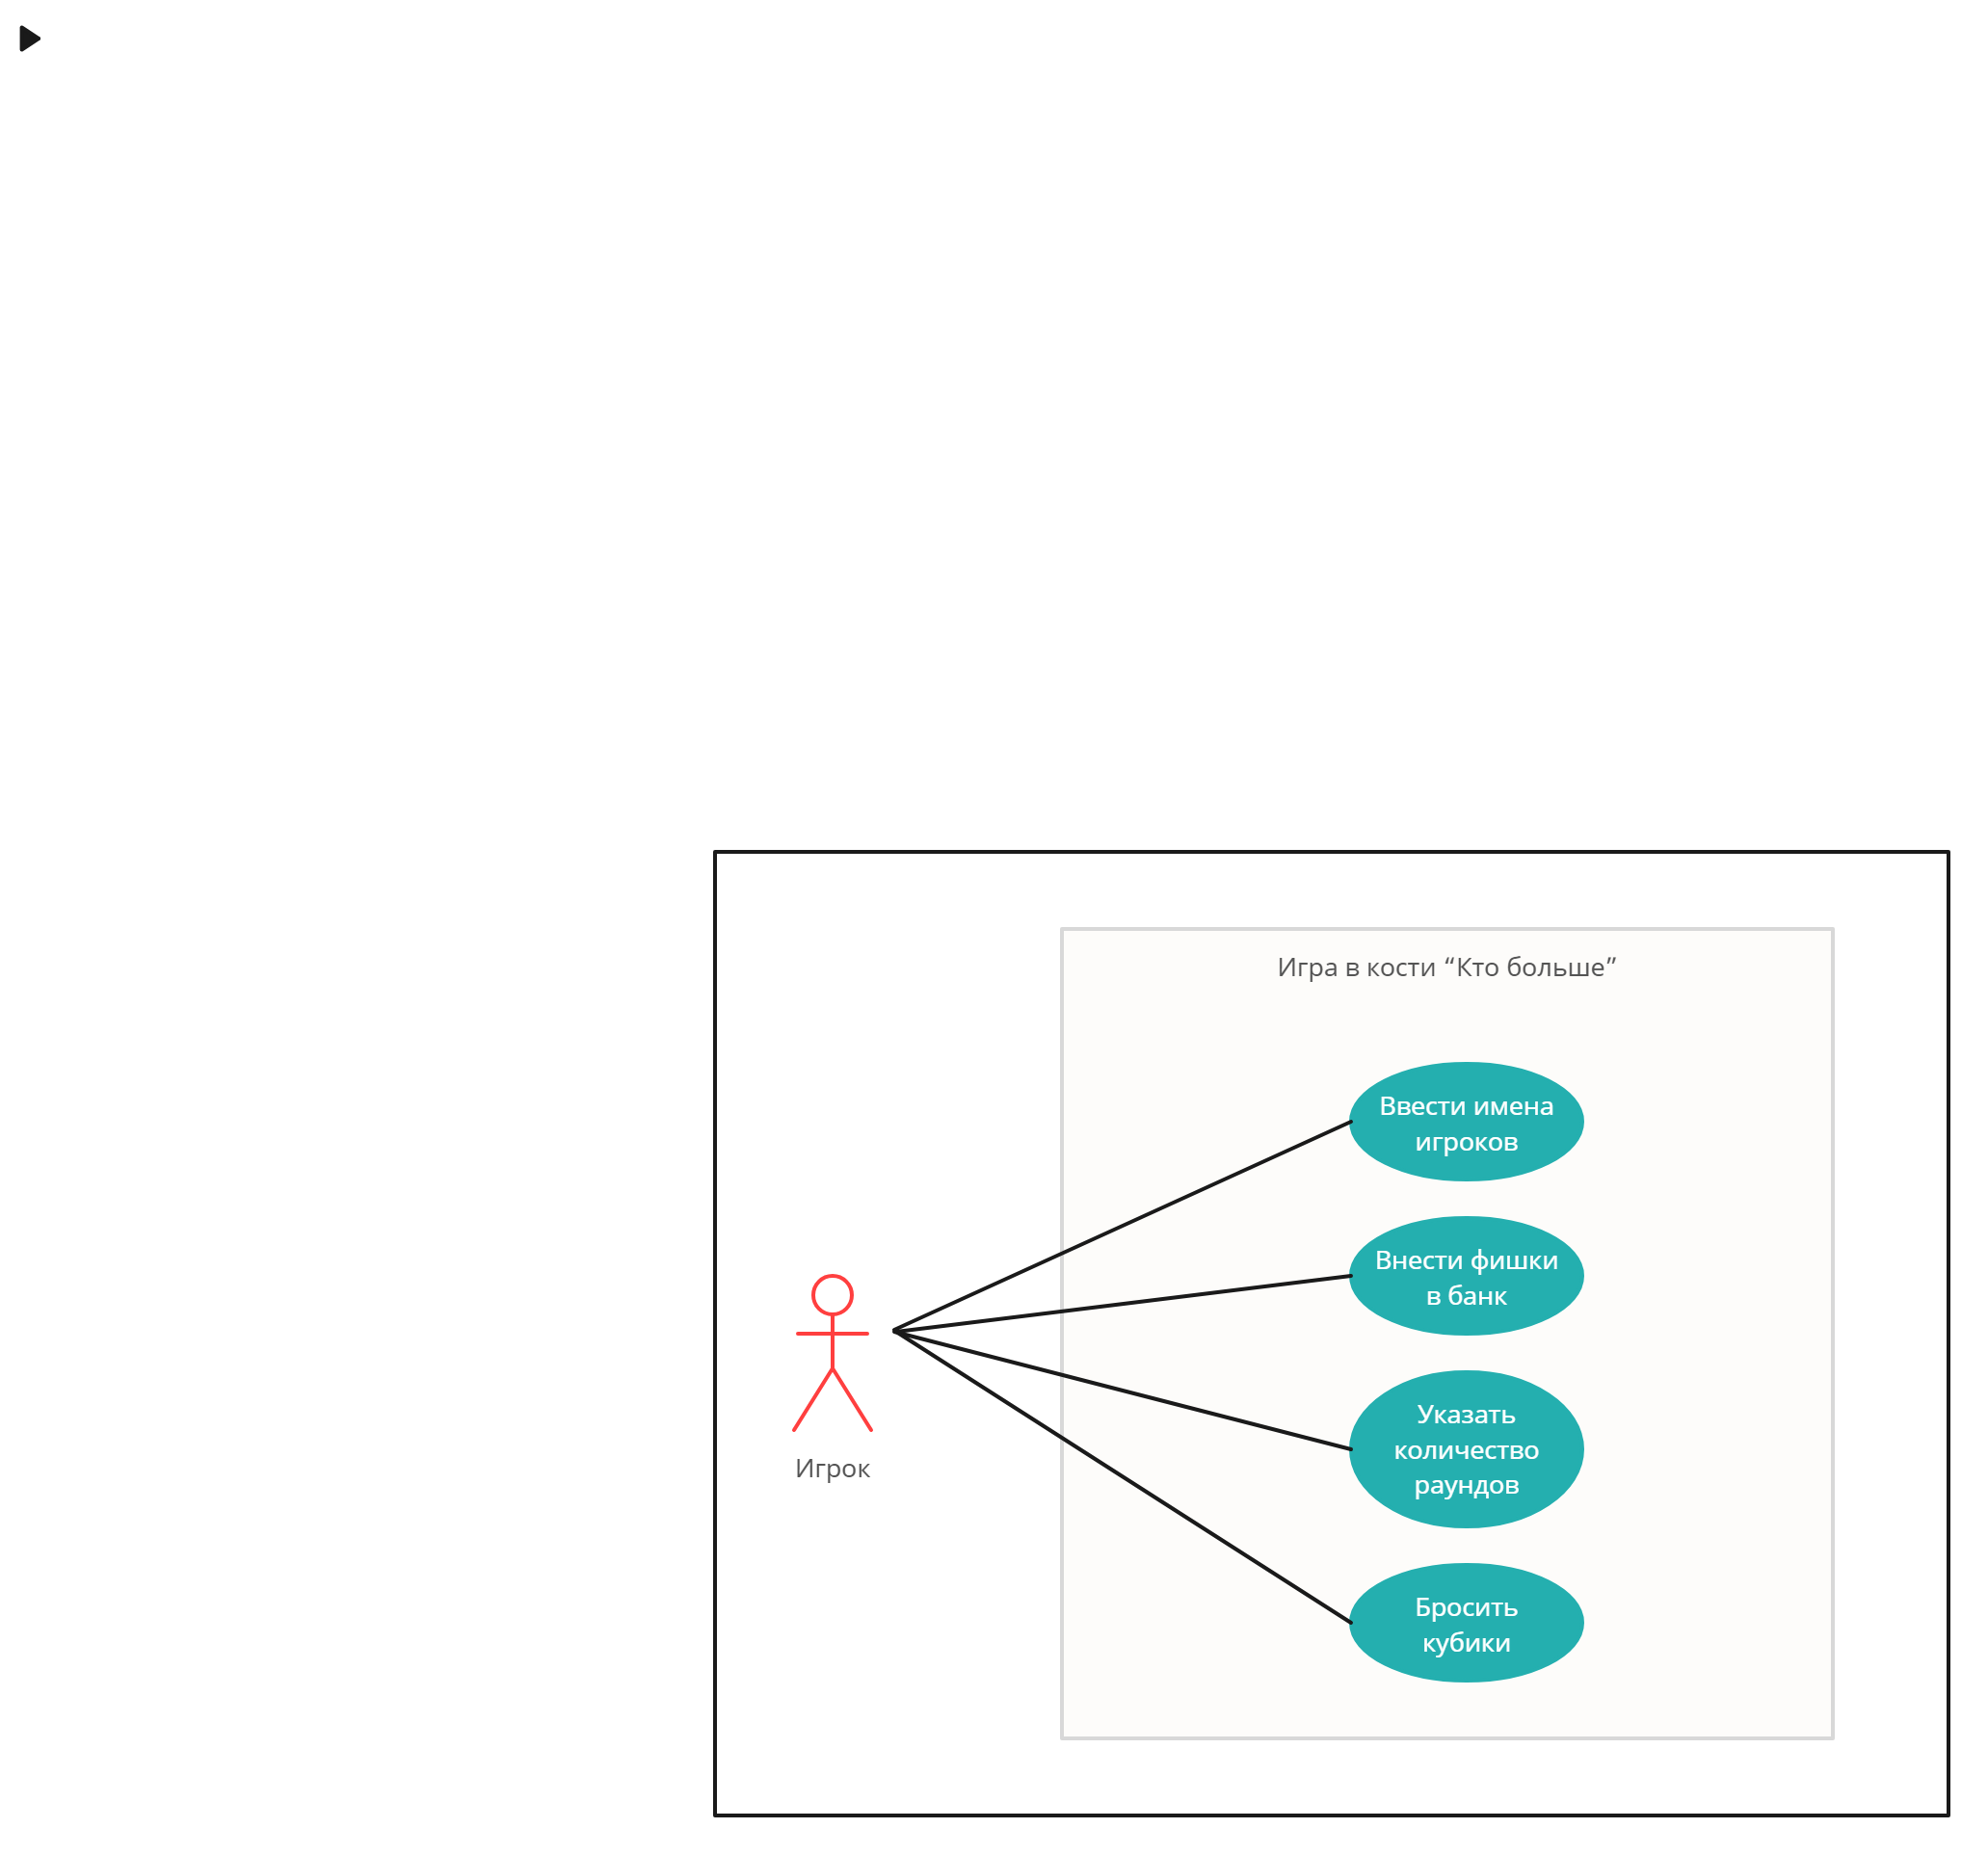 Игра в кости “Кто больше”
Ввести имена
игроков
Внести фишки
в банк
Указать
количество
раундов
Бросить
кубики
Игрок